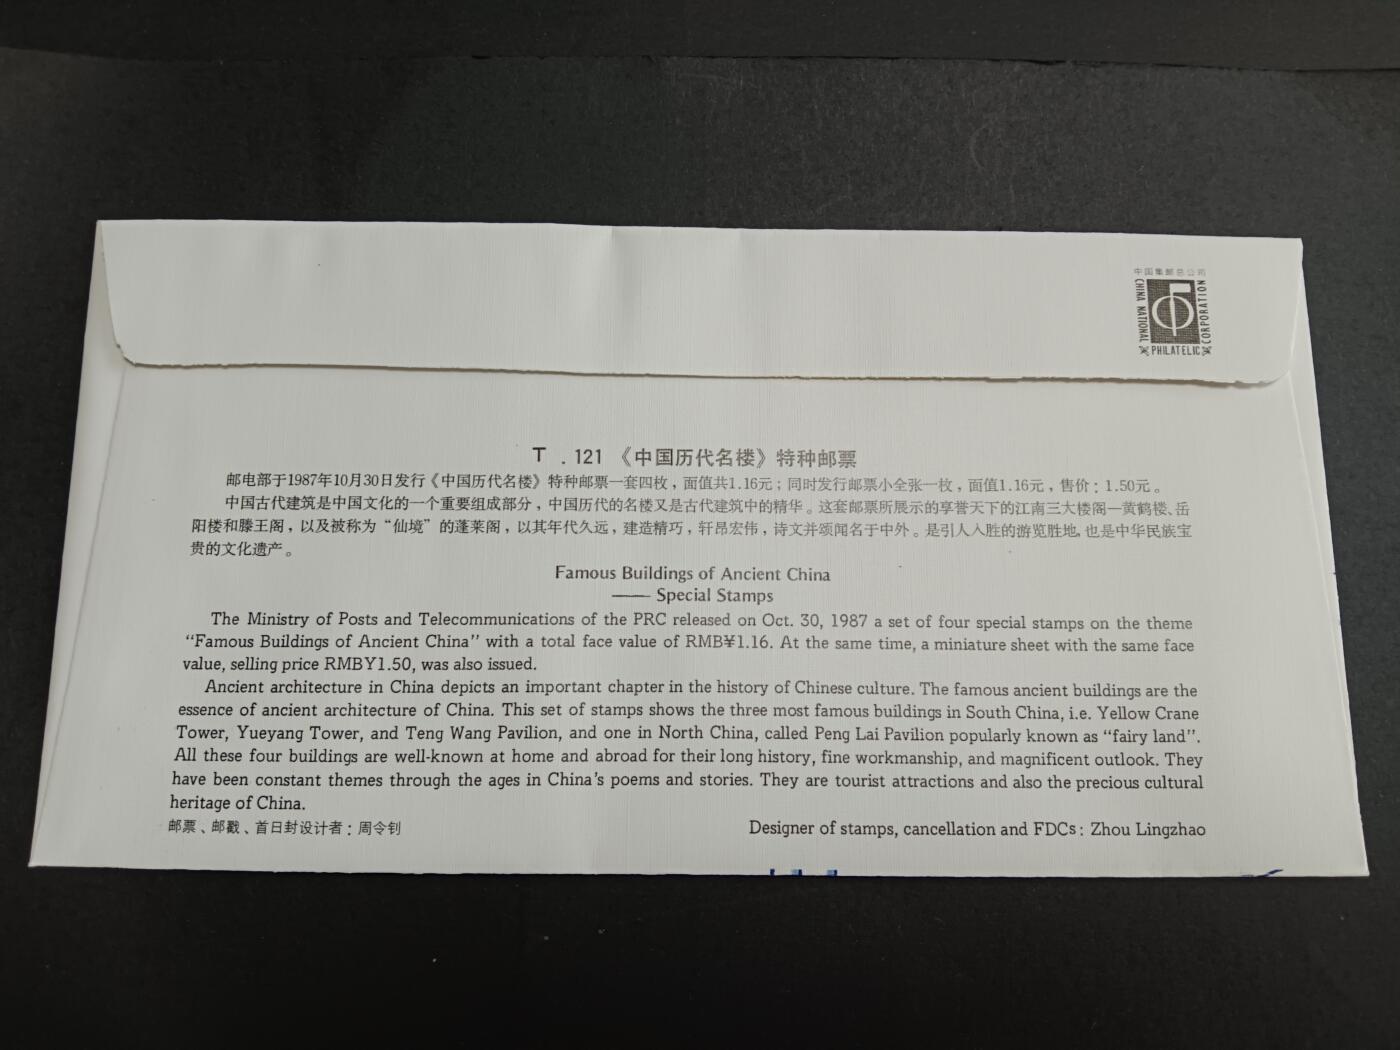 中国集邮总公司
CHINA NATIONAL
PHILATELIC
CORPORATION
T . 121 《中国历代名楼》特种邮票
邮电部于1987年10月30日发行《中国历代名楼》特种邮票一套四枚，面值共1.16元；同时发行邮票小全张一枚，面值1.16元，售价：1.50元。
中国古代建筑是中国文化的一个重要组成部分，中国历代的名楼又是古代建筑中的精华。这套邮票所展示的享誉天下的江南三大楼阁—黄鹤楼、岳
阳楼和滕王阁，以及被称为“仙境”的蓬莱阁，以其年代久远，建造精巧，轩昂宏伟，诗文并颂闻名于中外。是引人入胜的游览胜地，也是中华民族宝
贵的文化遗产。
Famous Buildings of Ancient China
—— Special Stamps
The Ministry of Posts and Telecommunications of the PRC released on Oct. 30, 1987 a set of four special stamps on the theme
“Famous Buildings of Ancient China” with a total face value of RMB¥1.16. At the same time, a miniature sheet with the same face
value, selling price RMBY1.50, was also issued.
Ancient architecture in China depicts an important chapter in the history of Chinese culture. The famous ancient buildings are the
essence of ancient architecture of China. This set of stamps shows the three most famous buildings in South China, i.e. Yellow Crane
Tower, Yueyang Tower, and Teng Wang Pavilion, and one in North China, called Peng Lai Pavilion popularly known as “fairy land”.
All these four buildings are well-known at home and abroad for their long history, fine workmanship, and magnificent outlook. They
have been constant themes through the ages in China’s poems and stories. They are tourist attractions and also the precious cultural
heritage of China.
邮票、邮戳、首日封设计者：周令钊
Designer of stamps, cancellation and FDCs: Zhou Lingzhao